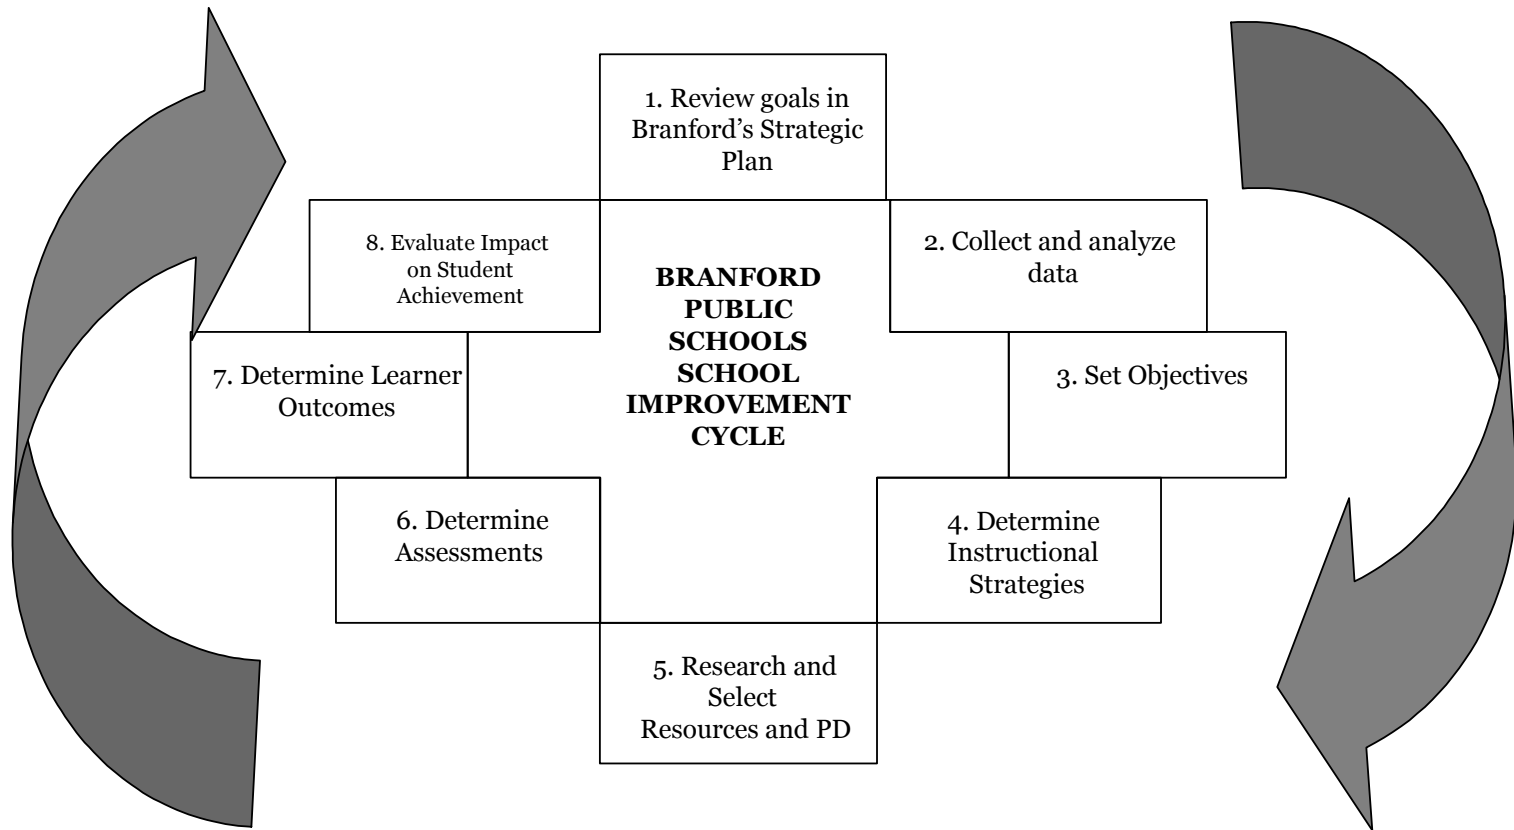 1. Review goals in
Branford’s Strategic
Plan
8. Evaluate Impact
on Student
Achievement
BRANFORD
PUBLIC
SCHOOLS
SCHOOL
IMPROVEMENT
CYCLE
2. Collect and analyze
data
7. Determine Learner
Outcomes
3. Set Objectives
6. Determine
Assessments
4. Determine
Instructional
Strategies
5. Research and
Select
Resources and PD